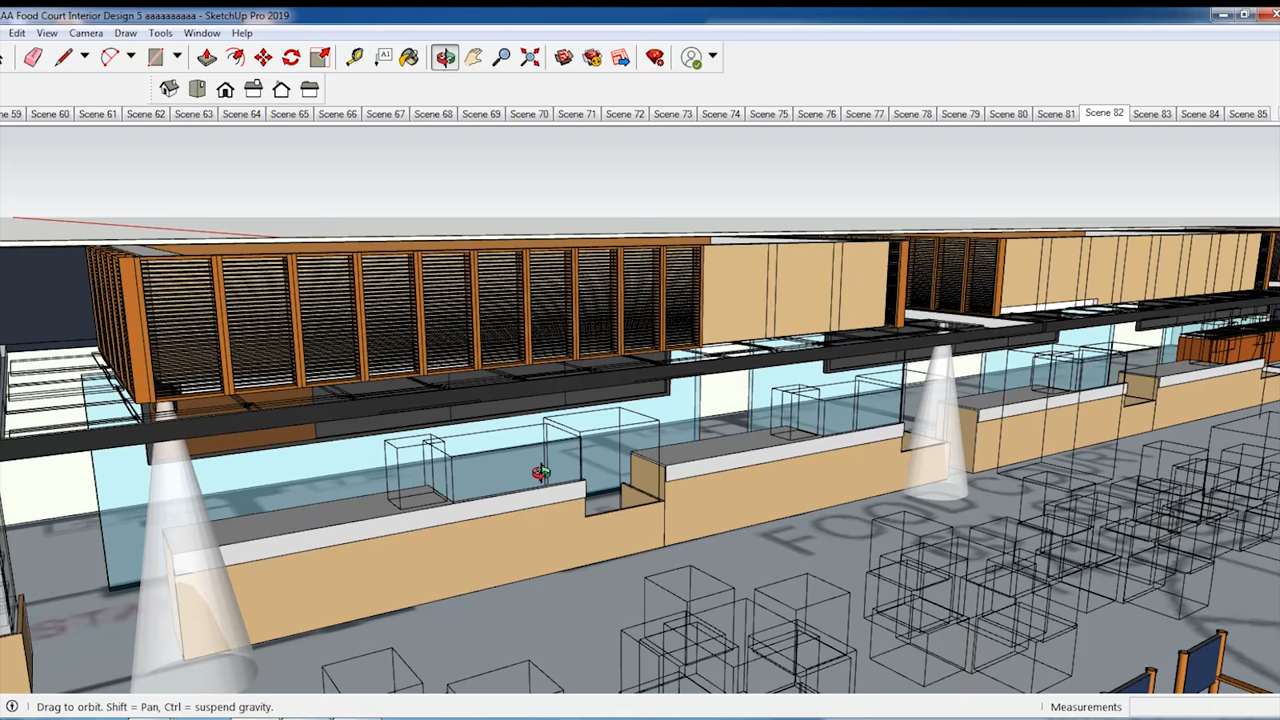 AA Food Court Interior Design 5 aaaaaaaaaa - SketchUp Pro 2019
Edit View Camera Draw Tools Window Help
A1
ne 59 Scene 60 Scene 61 Scene 62 Scene 63 Scene 64 Scene 65 Scene 66 Scene 67 Scene 68 Scene 69 Scene 70 Scene 71 Scene 72 Scene 73 Scene 74 Scene 75 Scene 76 Scene 77 Scene 78 Scene 79 Scene 80 Scene 81 Scene 82 Scene 83 Scene 84 Scene 85
FOOD
Drag to orbit. Shift = Pan, Ctrl = suspend gravity.
Measurements